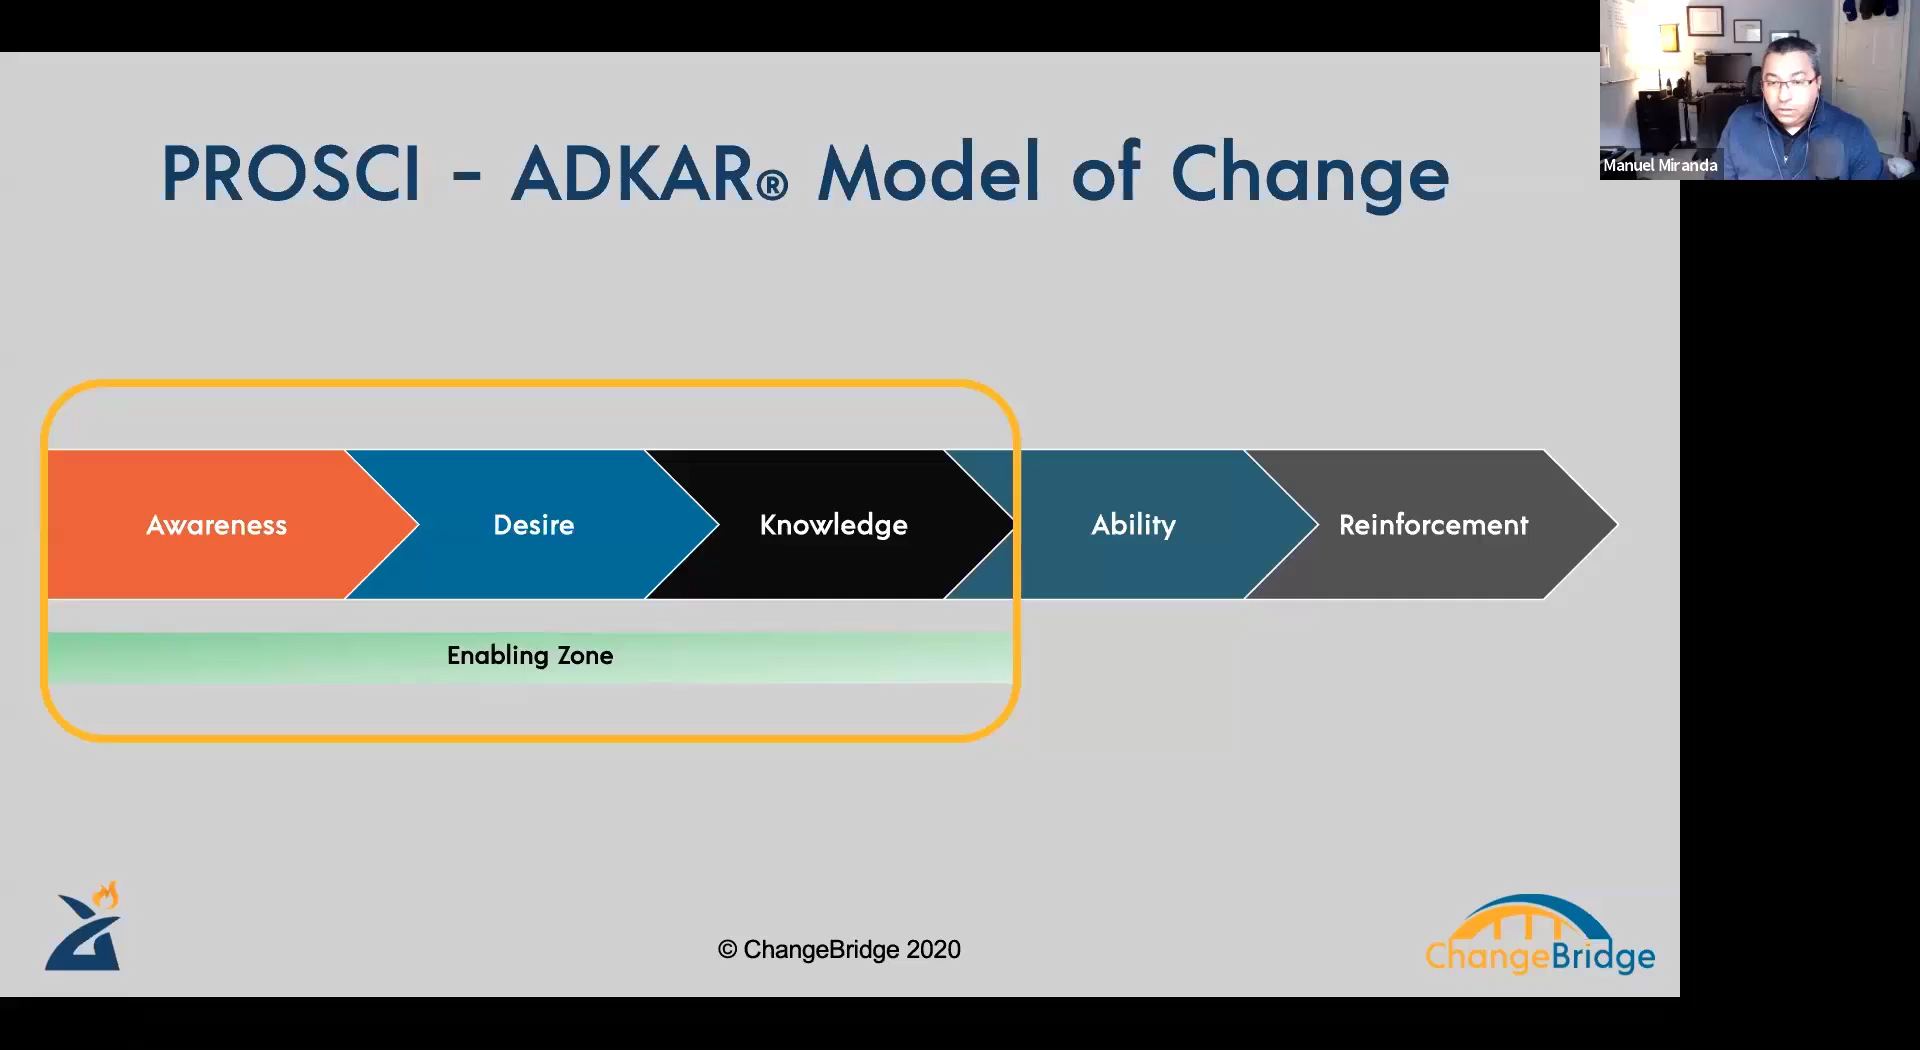 PROSCI - ADKAR® Model of Change
Manuel Miranda
Awareness
Desire
Knowledge
Ability
Reinforcement
Enabling Zone
© ChangeBridge 2020
ChangeBridge